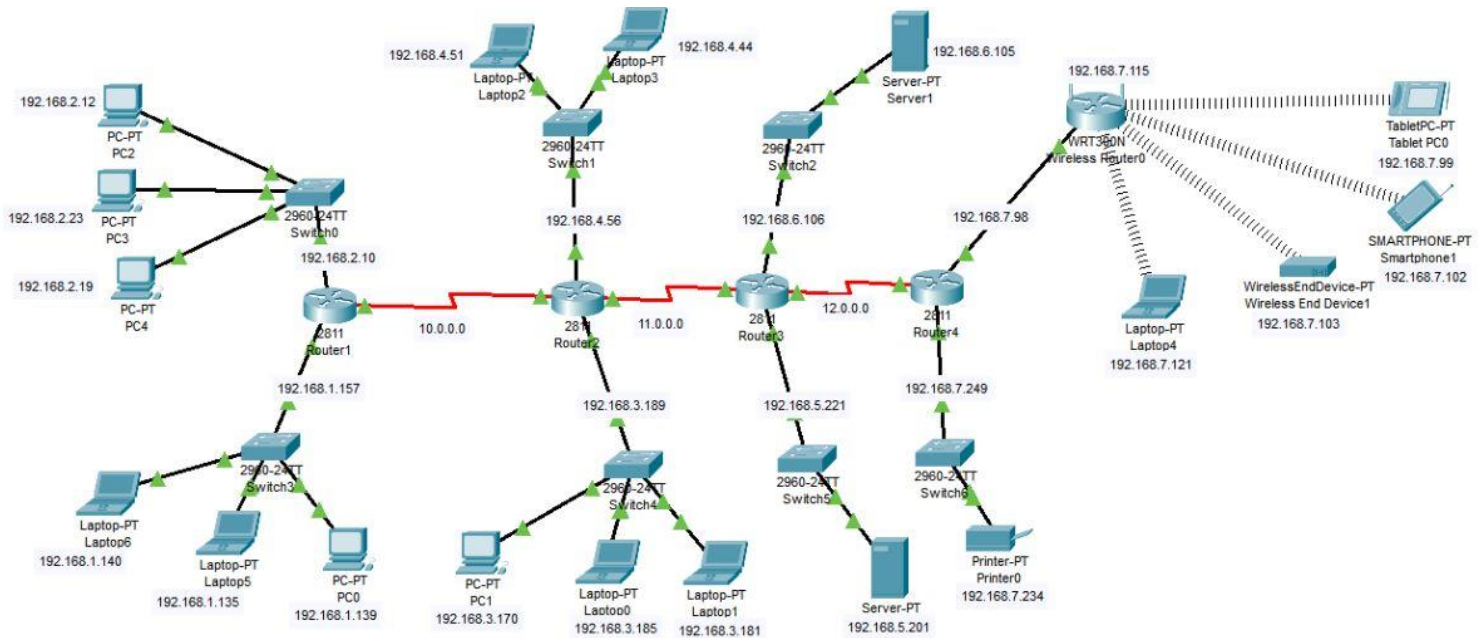 192.168.4.51
Laptop-PT
Laptop2
192.168.4.44
Laptop-PT
Laptop3
192.168.6.105
Server-PT
Server1
192.168.7.115
WRT300N
Wireless Router0
TabletPC-PT
Tablet PC0
192.168.7.99
192.168.2.12
PC-PT
PC2
2960-24TT
Switch1
2960-24TT
Switch2
192.168.2.23
PC-PT
PC3
2960-24TT
Switch0
192.168.4.56
192.168.6.106
192.168.7.98
SMARTPHONE-PT
Smartphone1
192.168.7.102
192.168.2.19
PC-PT
PC4
192.168.2.10
WirelessEndDevice-PT
Wireless End Device1
192.168.7.103
2811
Router1
10.0.0.0
2811
Router2
11.0.0.0
2811
Router3
12.0.0.0
2811
Router4
Laptop-PT
Laptop4
192.168.7.121
192.168.1.157
192.168.3.189
192.168.5.221
192.168.7.249
2960-24TT
Switch3
2960-24TT
Switch4
2960-24TT
Switch5
2960-24TT
Switch6
Laptop-PT
Laptop6
192.168.1.140
Laptop-PT
Laptop5
192.168.1.135
PC-PT
PC0
192.168.1.139
PC-PT
PC1
192.168.3.170
Laptop-PT
Laptop0
192.168.3.185
Laptop-PT
Laptop1
192.168.3.181
Server-PT
192.168.5.201
Printer-PT
Printer0
192.168.7.234